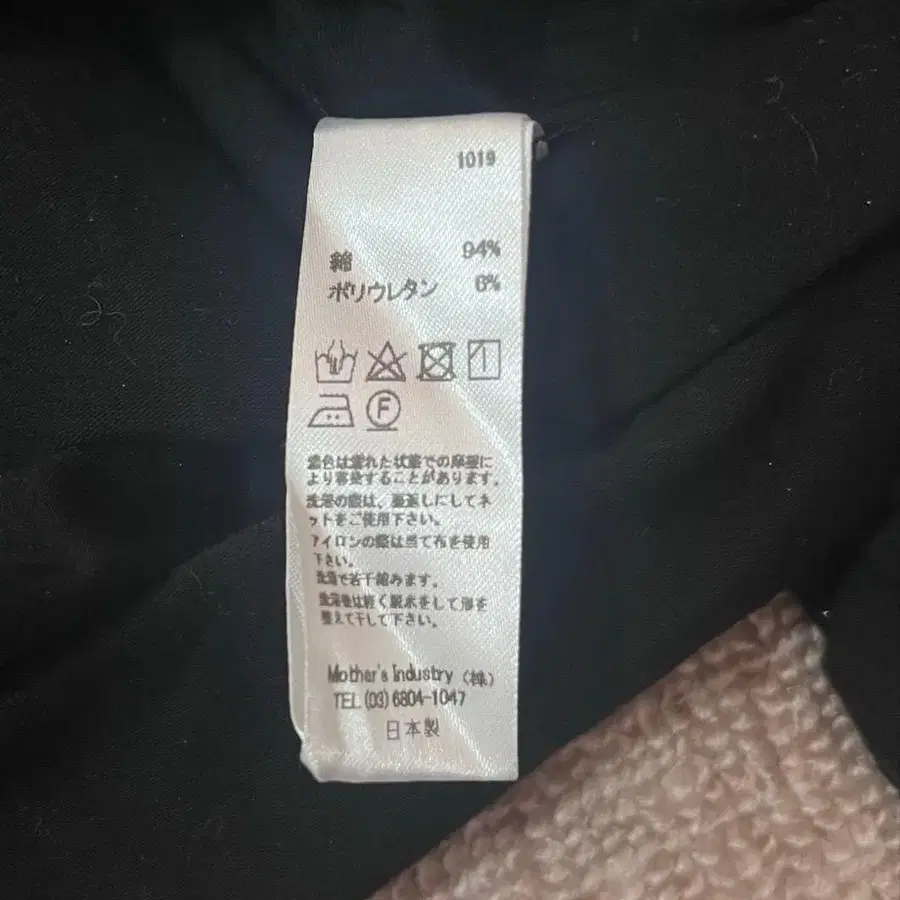 1019
綿 94%
ポリウレタン 6%
F
濃色は濡れた状態での摩擦に
より移染することがあります。
洗濯の際は、裏返しにしてネ
ットをご使用下さい。
アイロンの際は当て布を使用
下さい。
洗濯で若干縮みます。
洗濯後は軽く脱水をして形を
整えて干して下さい。
Mother's Industry (株)
TEL (03) 6804-1047
日本製